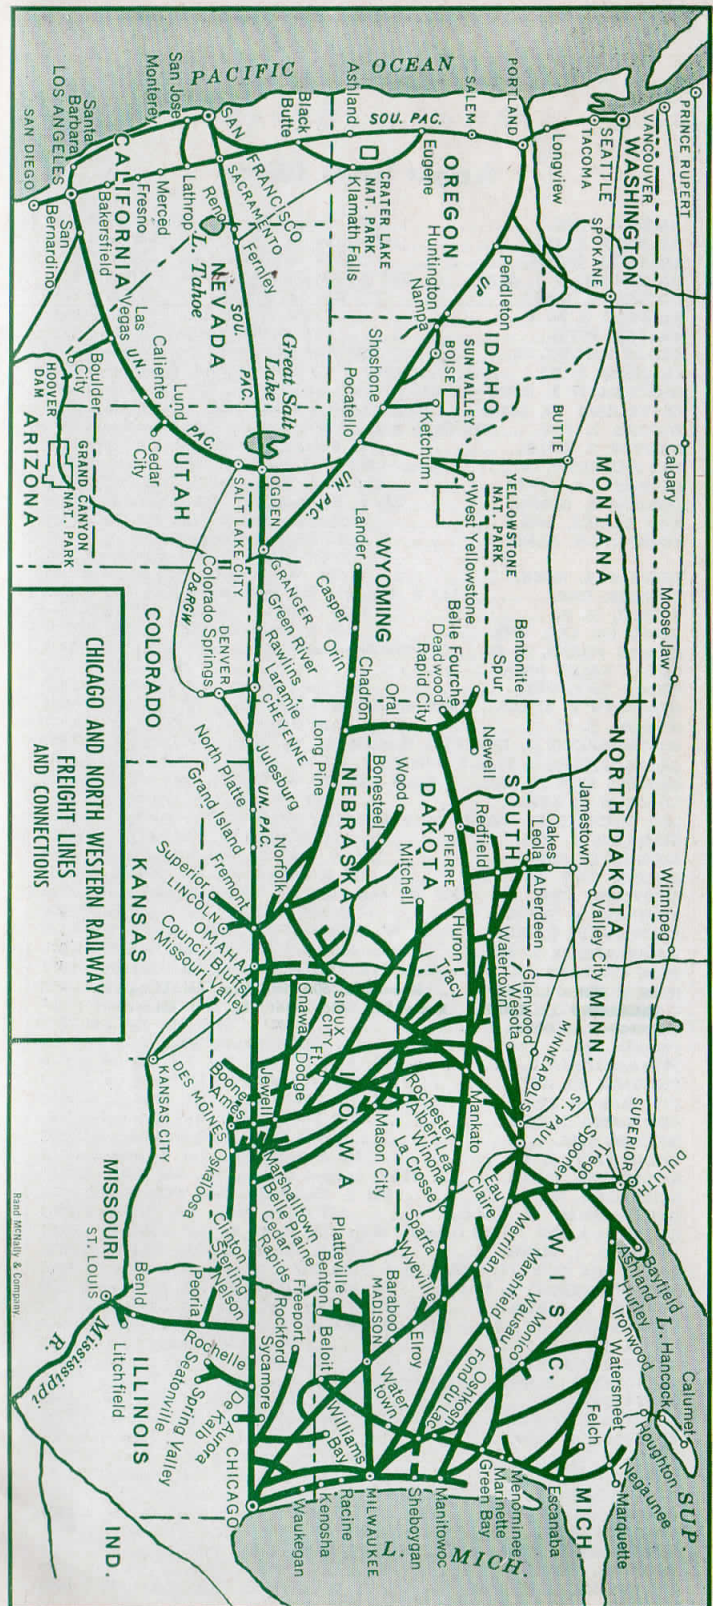 CHICAGO AND NORTH WESTERN RAILWAY
FREIGHT LINES
AND CONNECTIONS
PACIFIC OCEAN
PRINCE RUPERT
VANCOUVER
WASHINGTON
SEATTLE
TACOMA
Longview
SPOKANE
PORTLAND
SALEM
SOU. PAC.
Eugene
OREGON
Ashland
CRATER LAKE
NAT. PARK
Klamath Falls
Black
Butte
Pendleton
UP
Huntington
Nampa
IDAHO
BOISE
SUN VALLEY
Shoshone
Ketchum
Pocatello
UN. PAC.
SAN FRANCISCO
San Jose
Monterey
SACRAMENTO
Lathrop
Merced
Fresno
Bakersfield
CALIFORNIA
Santa
Barbara
LOS ANGELES
SAN DIEGO
San
Bernardino
Reno
L. Tahoe
Fernley
NEVADA
SOU.
PAC.
Great Salt
Lake
Las
Vegas
UN.
PAC.
Boulder
City
HOOVER
DAM
Caliente
Lund
Cedar
City
UTAH
GRAND CANYON
NAT. PARK
ARIZONA
OGDEN
SALT LAKE CITY
D&RGW
Calgary
Moose Jaw
Winnipeg
BUTTE
MONTANA
YELLOWSTONE
NAT. PARK
West Yellowstone
WYOMING
Lander
Casper
Orin
Chadron
GRANGER
Green River
Rawlins
Laramie
CHEYENNE
COLORADO
Colorado Springs
DENVER
Julesburg
North Platte
Grand Island
UN. PAC.
Bentonite
Spur
Belle Fourche
Deadwood
Rapid City
Newell
Oral
Long Pine
NEBRASKA
Wood
Bonesteel
Mitchell
Norfolk
Fremont
Superior
LINCOLN
OMAHA
Council Bluffs
Missouri Valley
KANSAS
NORTH DAKOTA
Jamestown
Valley City
Oakes
Leola
Aberdeen
SOUTH
DAKOTA
Redfield
PIERRE
Huron
Watertown
Tracy
Glenwood
Wesota
MINN.
MINNEAPOLIS
ST. PAUL
Mankato
Rochester
Albert Lea
Winona
La Crosse
SIOUX
CITY
Onawa
Ft.
Dodge
IOWA
Mason City
Jewell
Boone
Ames
DES MOINES
Oskaloosa
Marshalltown
Belle Plaine
Cedar
Rapids
Clinton
KANSAS CITY
MISSOURI
ST. LOUIS
Mississippi
R.
DULUTH
SUPERIOR
Trego
Spooner
Eau
Claire
Merrillan
Marshfield
Wausau
Monico
WISC.
Sparta
Wyeville
Elroy
Baraboo
MADISON
Platteville
Benton
Beloit
Freeport
Rockford
Bayfield
Ashland
Hurley
Ironwood
Watersmeet
L. SUP.
Hancock
Houghton
Calumet
Felch
Negaunee
Marquette
MICH.
Escanaba
Menominee
Marinette
Green Bay
Oshkosh
Fond du Lac
Manitowoc
Sheboygan
Water
town
MILWAUKEE
Racine
Kenosha
Waukegan
Williams
Bay
L. MICH.
CHICAGO
Sterling
Nelson
Peoria
Benld
Litchfield
ILLINOIS
Sycamore
Rochelle
De
Kalb
Aurora
Spring Valley
Seatonville
IND.
Rand McNally & Company